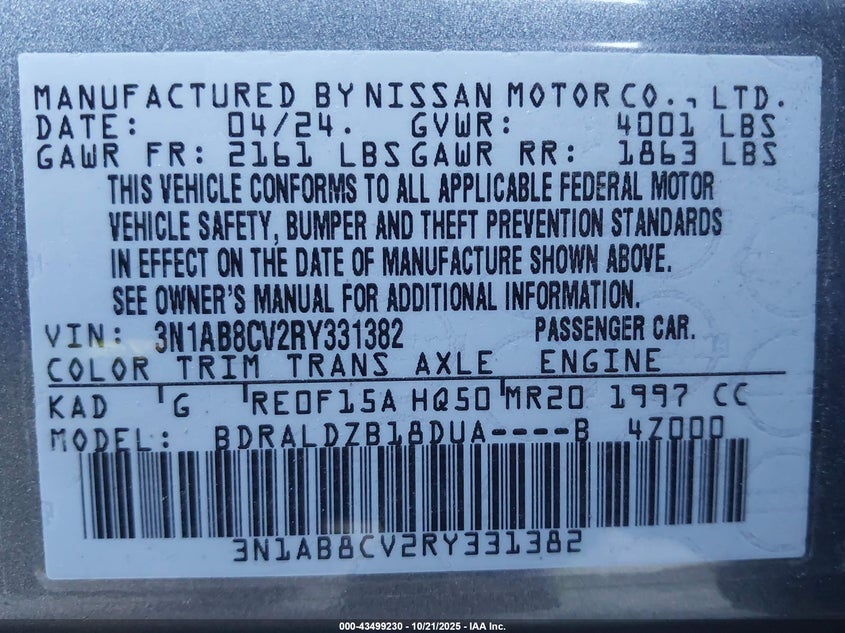 MANUFACTURED BY NISSAN MOTOR CO., LTD.
DATE: 04/24. GVWR: 4001 LBS
GAWR FR: 2161 LBS GAWR RR: 1863 LBS
THIS VEHICLE CONFORMS TO ALL APPLICABLE FEDERAL MOTOR
VEHICLE SAFETY, BUMPER AND THEFT PREVENTION STANDARDS
IN EFFECT ON THE DATE OF MANUFACTURE SHOWN ABOVE.
SEE OWNER'S MANUAL FOR ADDITIONAL INFORMATION.
VIN: 3N1AB8CV2RY331382 PASSENGER CAR.
COLOR TRIM TRANS AXLE ENGINE
KAD G RE0F15A HQ50 MR20 1997 CC
MODEL: BDRALDZB18DUA----B 4Z000
3N1AB8CV2RY331382
000-43499230 - 10/21/2025 - IAA Inc.